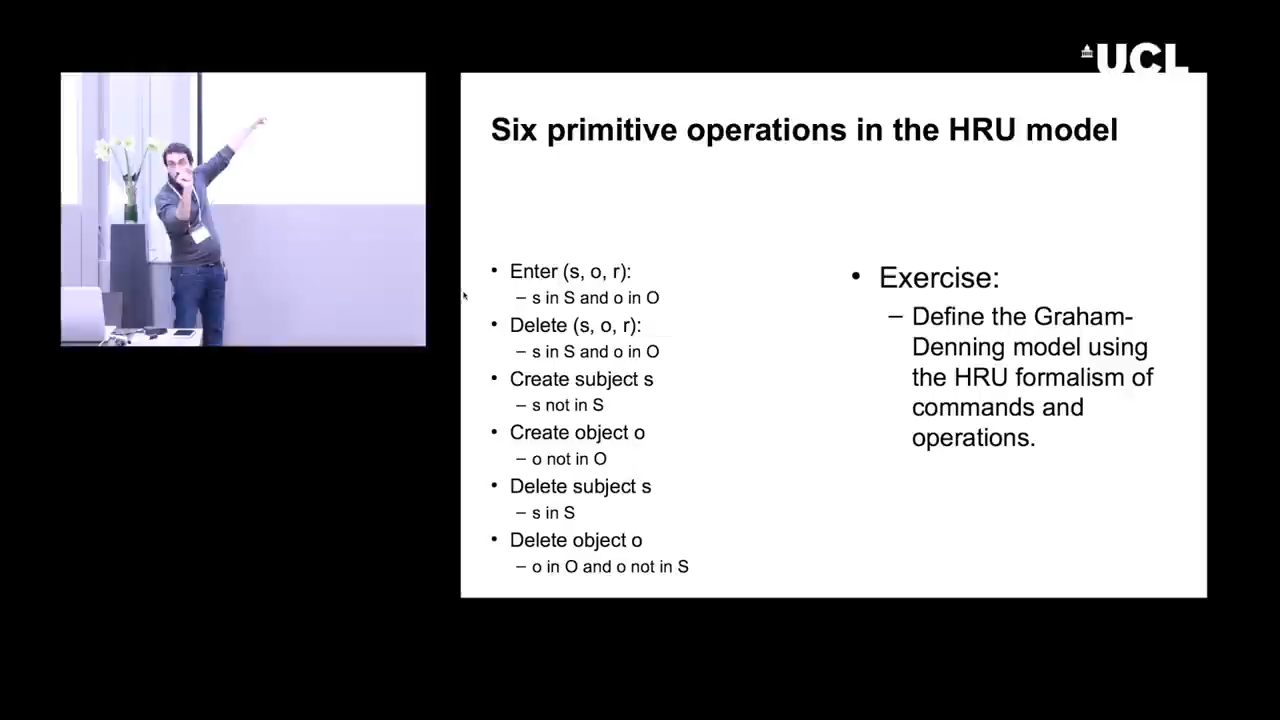 UCL
Six primitive operations in the HRU model
• Enter (s, o, r):
– s in S and o in O
• Delete (s, o, r):
– s in S and o in O
• Create subject s
– s not in S
• Create object o
– o not in O
• Delete subject s
– s in S
• Delete object o
– o in O and o not in S
• Exercise:
– Define the Graham-
Denning model using
the HRU formalism of
commands and
operations.